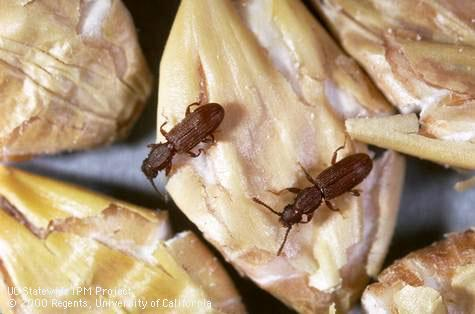 UC Statewide IPM Project
© 2000 Regents, University of California